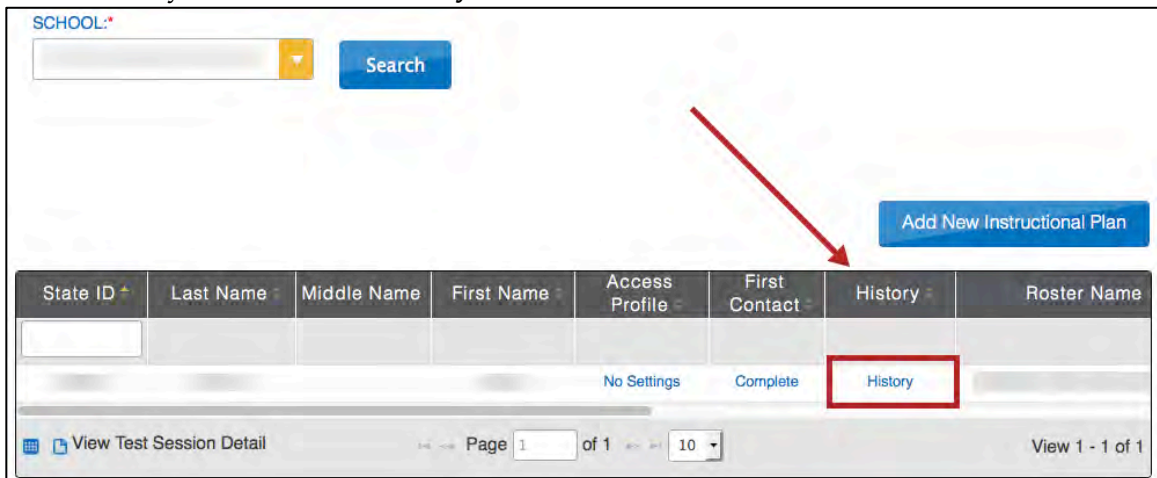 SCHOOL:*
Search
Add New Instructional Plan
State ID Last Name Middle Name First Name Access Profile First Contact History Roster Name
No Settings Complete History
View Test Session Detail Page 1 of 1 10 View 1 - 1 of 1